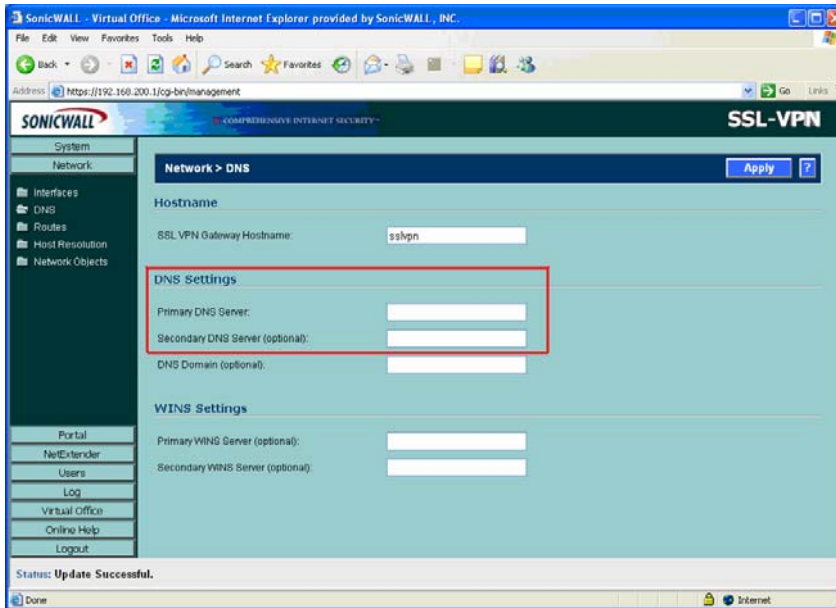 SonicWALL - Virtual Office - Microsoft Internet Explorer provided by SonicWALL, INC.
File Edit View Favorites Tools Help
Back Search Favorites
Address https://192.168.200.1/cgi-bin/management Go Links
SONICWALL COMPREHENSIVE INTERNET SECURITY SSL-VPN
System
Network
Interfaces
DNS
Routes
Host Resolution
Network Objects
Portal
NetExtender
Users
Log
Virtual Office
Online Help
Logout
Network > DNS Apply ?
Hostname
SSL VPN Gateway Hostname: sslvpn
DNS Settings
Primary DNS Server:
Secondary DNS Server (optional):
DNS Domain (optional):
WINS Settings
Primary WINS Server (optional):
Secondary WINS Server (optional):
Status: Update Successful.
Done Internet